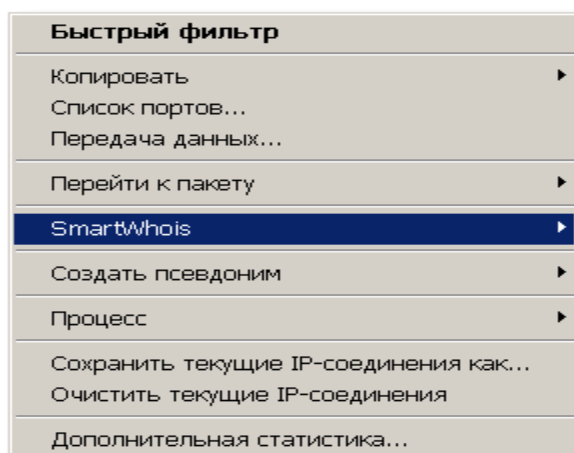 Быстрый фильтр
Копировать
Список портов...
Передача данных...
Перейти к пакету
SmartWhois
Создать псевдоним
Процесс
Сохранить текущие IP-соединения как...
Очистить текущие IP-соединения
Дополнительная статистика...